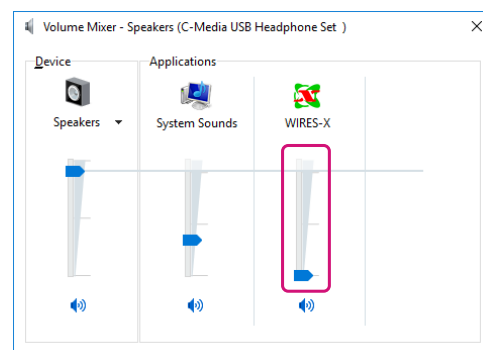 Volume Mixer - Speakers (C-Media USB Headphone Set )
Device
Applications
Speakers
System Sounds
WIRES-X